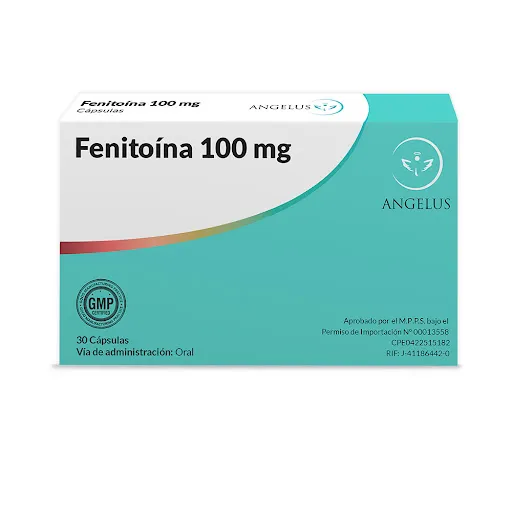 Fenitoína 100 mg
Cápsulas
ANGELUS
Fenitoína 100 mg
ANGELUS
GMP
CERTIFIED
30 Cápsulas
Vía de administración: Oral
Aprobado por el M.P.P.S. bajo el
Permiso de Importación N° 00013558
CPE0422515182
RIF: J-41186442-0